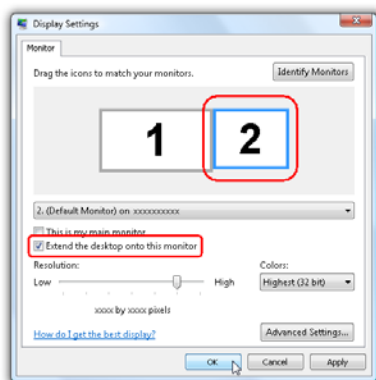 Display Settings
Monitor
Drag the icons to match your monitors.
Identify Monitors
1
2
2. (Default Monitor) on xxxxxxxxxx
This is my main monitor
Extend the desktop onto this monitor
Resolution:
Colors:
Low
High
Highest (32 bit)
xxxx by xxxx pixels
How do I get the best display?
Advanced Settings...
OK
Cancel
Apply